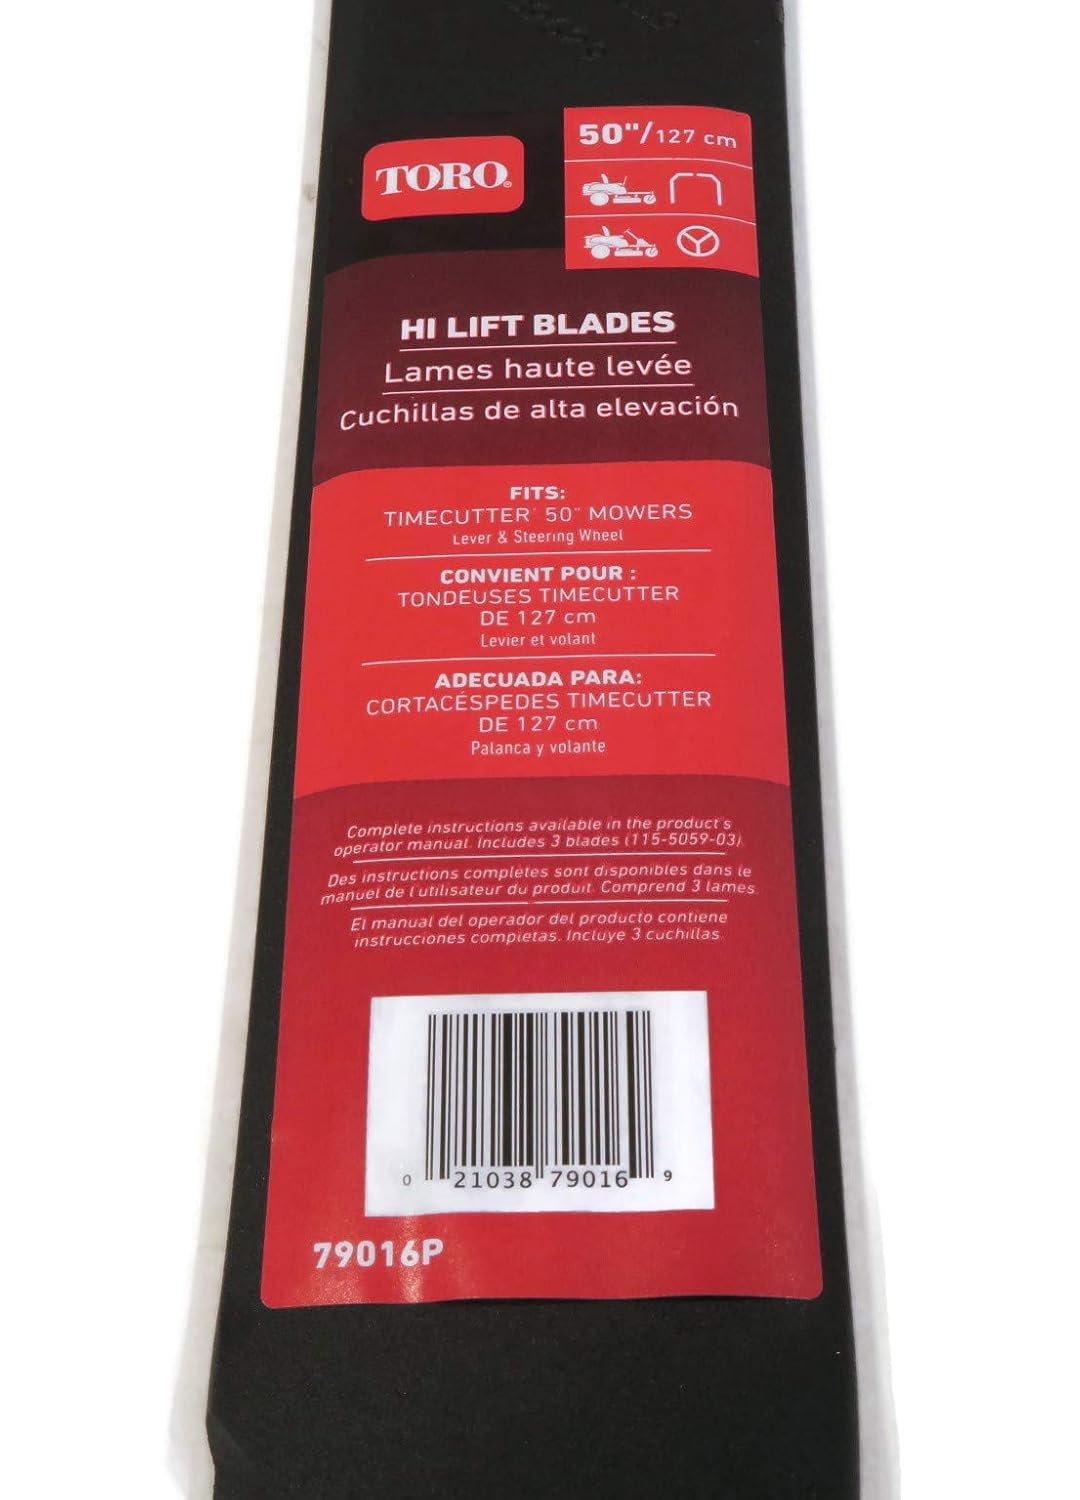 TORO®
50"/127 cm
HI LIFT BLADES
Lames haute levée
Cuchillas de alta elevación
FITS:
TIMECUTTER® 50" MOWERS
Lever & Steering Wheel
CONVIENT POUR :
TONDEUSES TIMECUTTER
DE 127 cm
Levier et volant
ADECUADA PARA:
CORTACÉSPEDES TIMECUTTER
DE 127 cm
Palanca y volante
Complete instructions available in the product's
operator manual. Includes 3 blades (115-5059-03).
Des instructions complètes sont disponibles dans le
manuel de l'utilisateur du produit. Comprend 3 lames.
El manual del operador del producto contiene
instrucciones completas. Incluye 3 cuchillas.
0 21038 79016 9
79016P